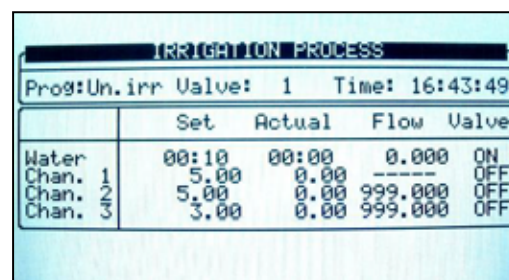 IRRIGATION PROCESS
Prog:Un.irr Valve: 1 Time: 16:43:49
Set Actual Flow Valve
Water 00:10 00:00 0.000 ON
Chan. 1 5.00 0.00 ----- OFF
Chan. 2 5.00 0.00 999.000 OFF
Chan. 3 3.00 0.00 999.000 OFF